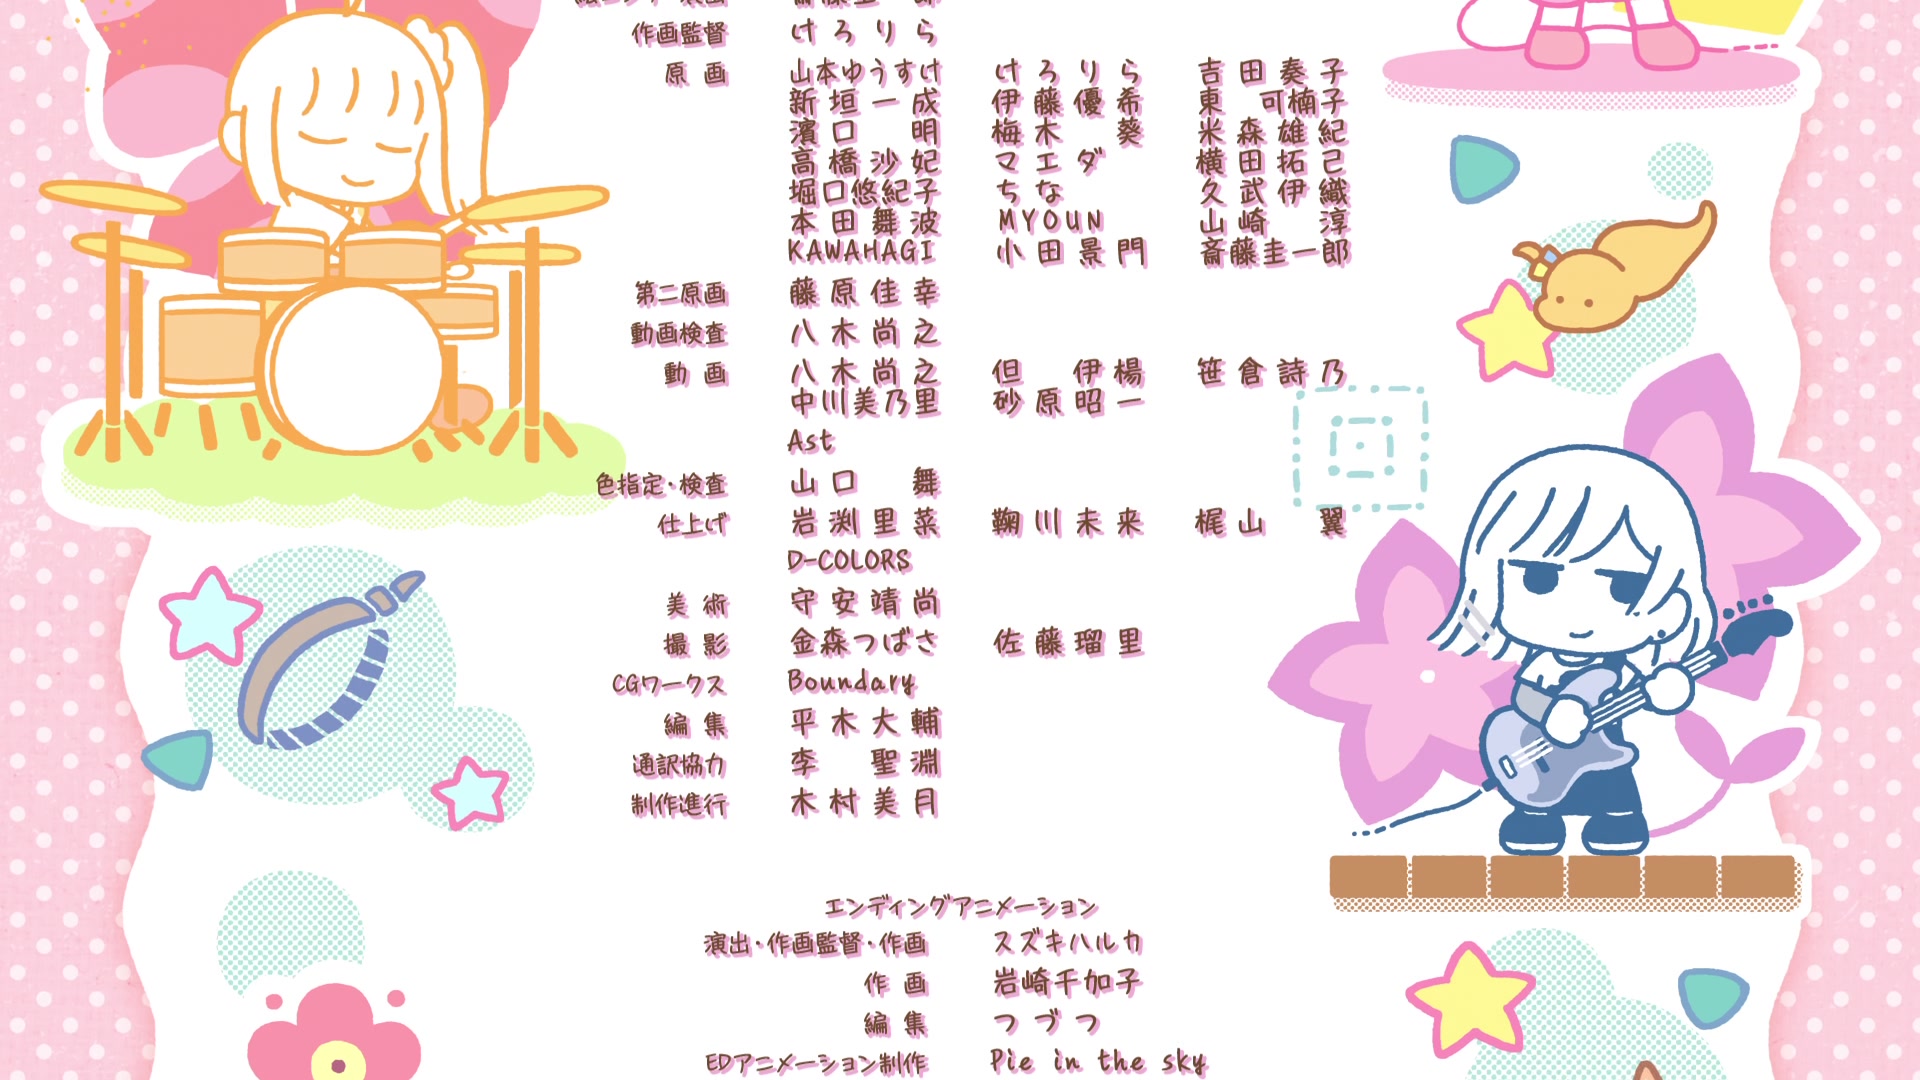 作画監督 けろりら
原画 山本ゆうすけ けろりら 吉田奏子
新垣一成 伊藤優希 東 可楠子
濱口 明 梅木 葵 米森雄紀
高橋沙妃 マエダ 横田拓己
堀口悠紀子 ちな 久武伊織
本田舞波 MYOUN 山崎 淳
KAWAHAGI 小田景門 斎藤圭一郎
第二原画 藤原佳幸
動画検査 八木尚之
動画 八木尚之 但 伊楊 笹倉詩乃
中川美乃里 砂原昭一
Ast
色指定・検査 山口 舞
仕上げ 岩渕里菜 鞠川未来 梶山 翼
D-COLORS
美術 守安靖尚
撮影 金森つばさ 佐藤瑠里
CGワークス Boundary
編集 平木大輔
通訳協力 李 聖淵
制作進行 木村美月
エンディングアニメーション
演出・作画監督・作画 スズキハルカ
作画 岩崎千加子
編集 つづつ
EDアニメーション制作 Pie in the sky